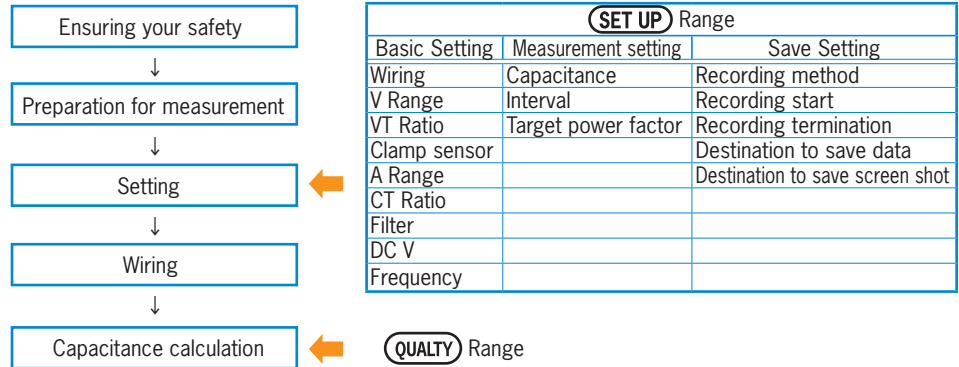 Ensuring your safety
↓
Preparation for measurement
↓
Setting
↓
Wiring
↓
Capacitance calculation
SET UP Range
Basic Setting Measurement setting Save Setting
Wiring Capacitance Recording method
V Range Interval Recording start
VT Ratio Target power factor Recording termination
Clamp sensor Destination to save data
A Range Destination to save screen shot
CT Ratio
Filter
DC V
Frequency
QUALTY Range